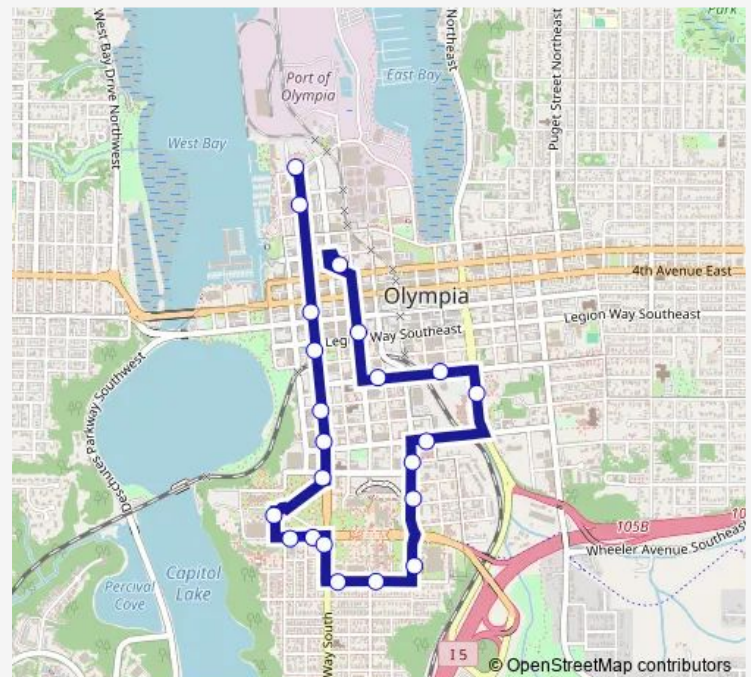 Park
West Bay Drive Northwest
Northeast
Puget Street Northeast
Port of
Olympia
East Bay
West Bay
4th Avenue East
Olympia
Legion Way Southeast
Way Southeast
Deschutes Parkway Southwest
105B
10
Wheeler Avenue Southeast
Percival
Cove
Capitol
Lake
Way South
I 5
© OpenStreetMap contributors